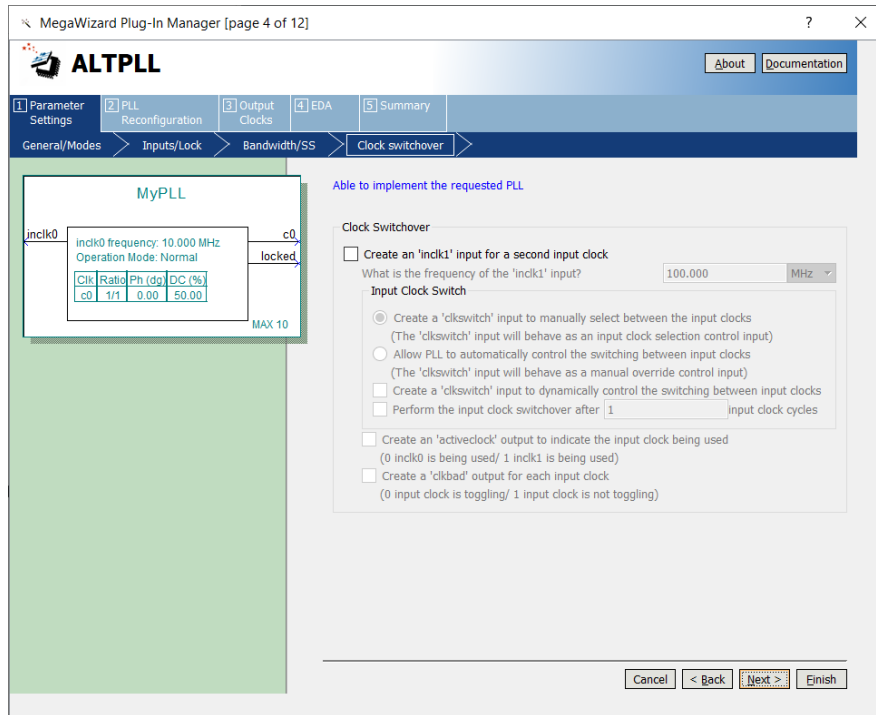 MegaWizard Plug-In Manager [page 4 of 12]
?
ALTPLL
About
Documentation
1 Parameter Settings
2 PLL Reconfiguration
3 Output Clocks
4 EDA
5 Summary
General/Modes
Inputs/Lock
Bandwidth/SS
Clock switchover
MyPLL
inclk0
c0
locked
inclk0 frequency: 10.000 MHz
Operation Mode: Normal
Clk Ratio Ph (dg) DC (%)
c0 1/1 0.00 50.00
MAX 10
Able to implement the requested PLL
Clock Switchover
Create an 'inclk1' input for a second input clock
What is the frequency of the 'inclk1' input? 100.000 MHz
Input Clock Switch
Create a 'clkswitch' input to manually select between the input clocks
(The 'clkswitch' input will behave as an input clock selection control input)
Allow PLL to automatically control the switching between input clocks
(The 'clkswitch' input will behave as a manual override control input)
Create a 'clkswitch' input to dynamically control the switching between input clocks
Perform the input clock switchover after 1 input clock cycles
Create an 'activeclock' output to indicate the input clock being used
(0 inclk0 is being used/ 1 inclk1 is being used)
Create a 'clkbad' output for each input clock
(0 input clock is toggling/ 1 input clock is not toggling)
Cancel
< Back
Next >
Finish